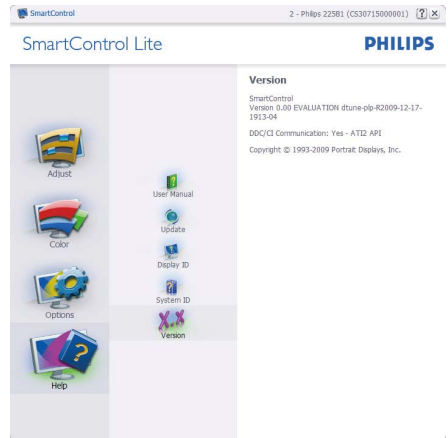 SmartControl
2 - Philips 225B1 (CS30715000001)
? X
SmartControl Lite
PHILIPS
Adjust
Color
Options
Help
User Manual
Update
Display ID
System ID
X.X
Version
Version
SmartControl
Version 0.00 EVALUATION dtune-plp-R2009-12-17-
1913-04
DDC/CI Communication: Yes - ATI2 API
Copyright © 1993-2009 Portrait Displays, Inc.